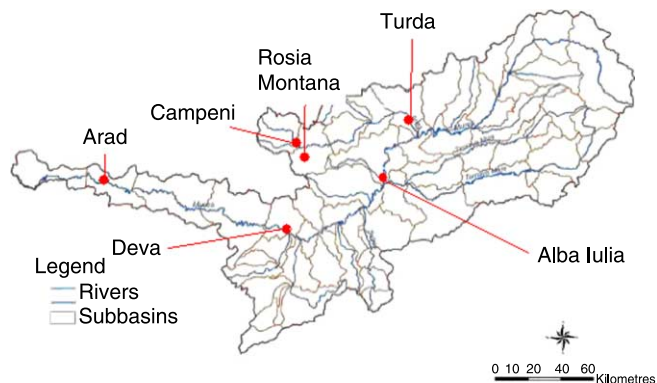 Turda
Rosia
Montana
Campeni
Arad
Deva
Alba Iulia
Legend
Rivers
Subbasins
0 10 20 40 60
Kilometres